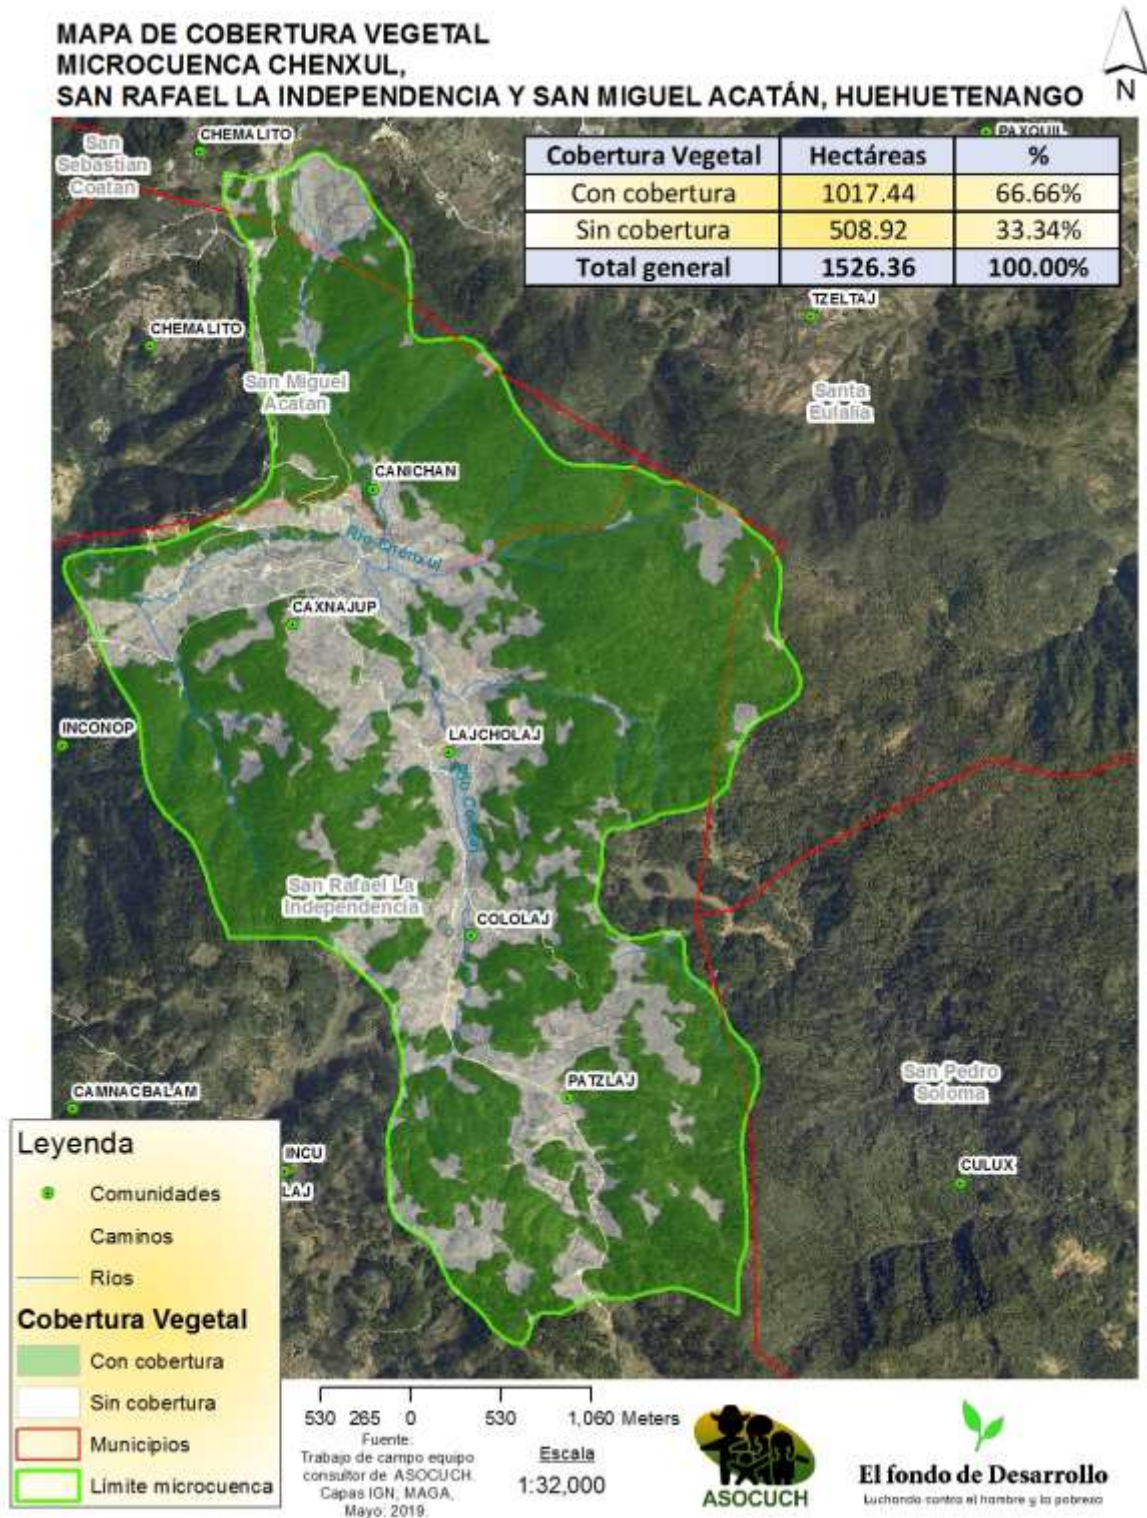 MAPA DE COBERTURA VEGETAL
MICROCUENCA CHENXUL,
SAN RAFAEL LA INDEPENDENCIA Y SAN MIGUEL ACATÁN, HUEHUETENANGO
N
San
Sebastian
Coatan
CHEMALITO
PAXQUIL
Cobertura Vegetal Hectáreas %
Con cobertura 1017.44 66.66%
Sin cobertura 508.92 33.34%
Total general 1526.36 100.00%
TZELTAJ
CHEMALITO
San Miguel
Acatan
Santa
Eulalia
CANICHAN
Río Chenxul
CAXNAJUP
INCONOP
LAJCHOLAJ
San Rafael La
Independencia
COLOLAJ
PATZLAJ
San Pedro
Soloma
CAMNACBALAM
INCU
LAJ
CULUX
Leyenda
Comunidades
Caminos
Ríos
Cobertura Vegetal
Con cobertura
Sin cobertura
Municipios
Límite microcuenca
530 265 0 530 1,060 Meters
Fuente:
Trabajo de campo equipo
consultor de ASOCUCH.
Capas IGN, MAGA,
Mayo: 2019.
Escala
1:32,000
ASOCUCH
El fondo de Desarrollo
Luchando contra el hambre y la pobreza